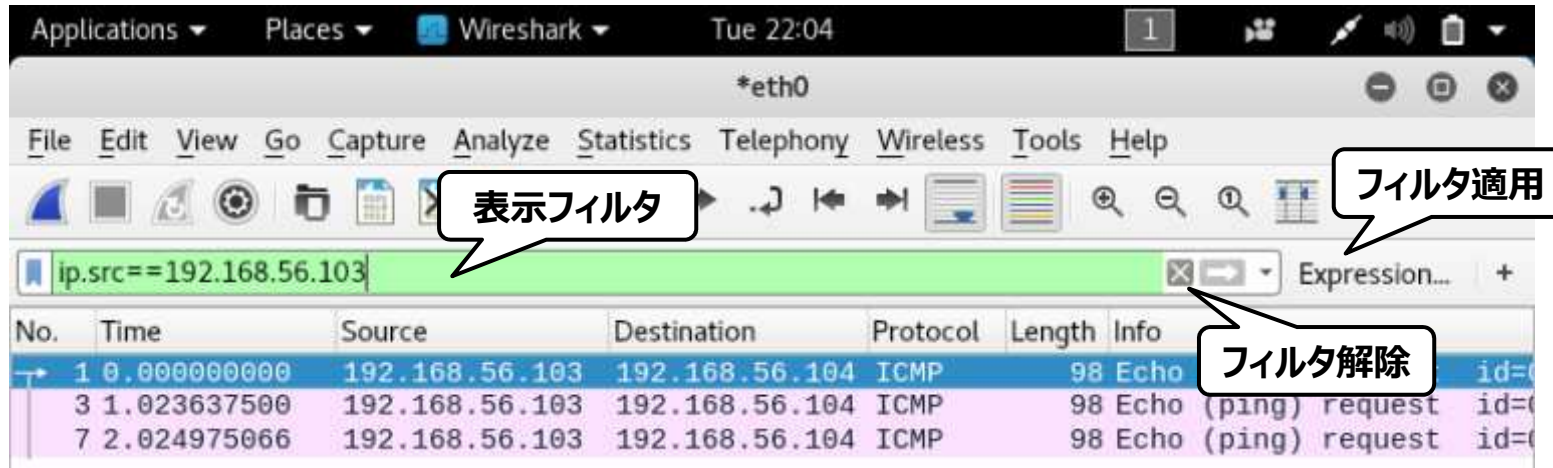 Applications Places Wireshark Tue 22:04 1
*eth0
File Edit View Go Capture Analyze Statistics Telephony Wireless Tools Help
表示フィルタ
フィルタ適用
ip.src==192.168.56.103 Expression... +
No. Time Source Destination Protocol Length Info
フィルタ解除
1 0.000000000 192.168.56.103 192.168.56.104 ICMP 98 Echo id=
3 1.023637500 192.168.56.103 192.168.56.104 ICMP 98 Echo (ping) request id=
7 2.024975066 192.168.56.103 192.168.56.104 ICMP 98 Echo (ping) request id=